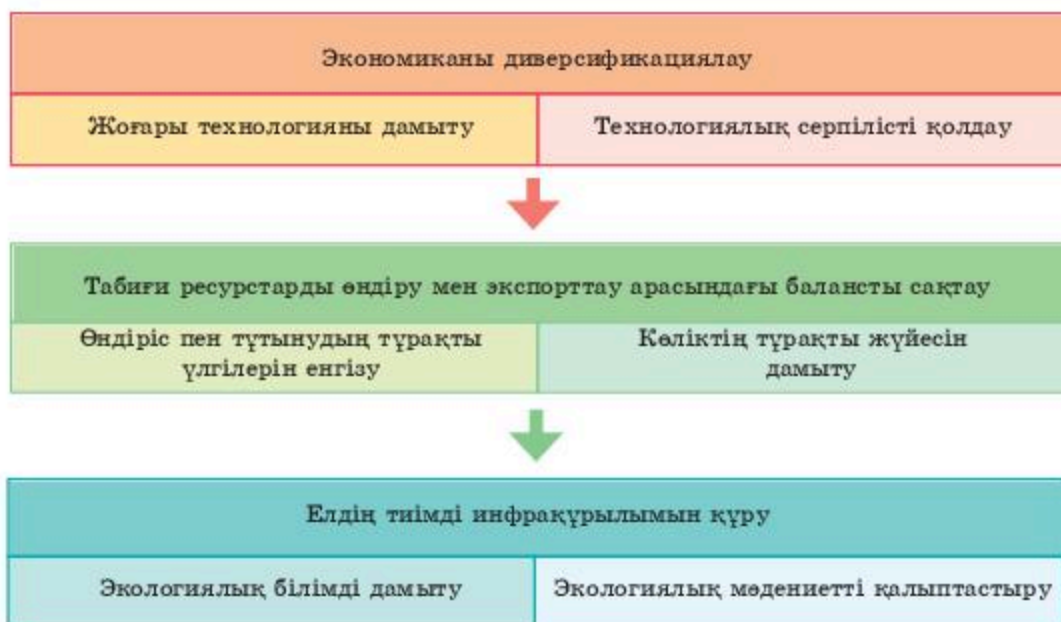 Экономиканы диверсификациялау
Жоғары технологияны дамыту
Технологиялық серпілісті қолдау
Табиғи ресурстарды өндіру мен экспорттау арасындағы балансты сақтау
Өндіріс пен тұтынудың тұрақты
үлгілерін енгізу
Көліктің тұрақты жүйесін
дамыту
Елдің тиімді инфрақұрылымын құру
Экологиялық білімді дамыту
Экологиялық мәдениетті қалыптастыру